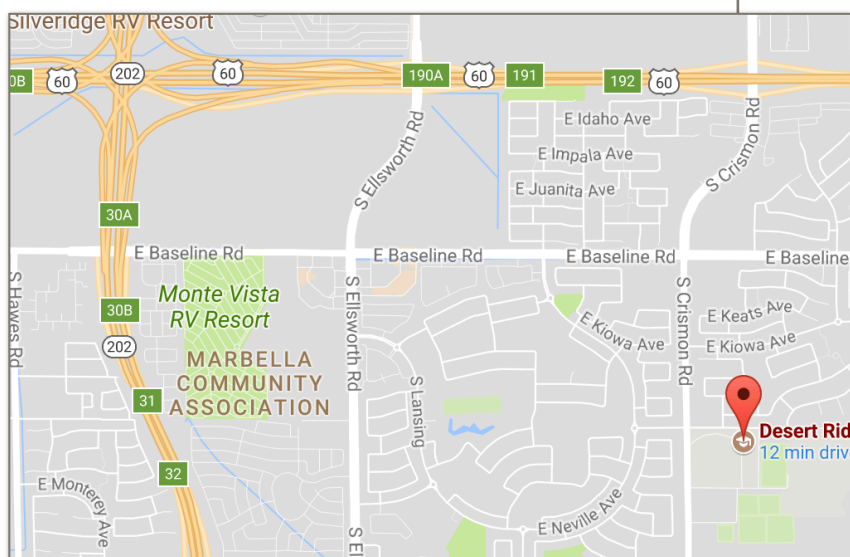 Silveridge RV Resort
0B
60
202
60
190A
60
191
192
60
E Idaho Ave
E Impala Ave
E Juanita Ave
S Ellsworth Rd
S Crismon Rd
30A
E Baseline Rd
E Baseline Rd
E Baseline Rd
E Baseline
S Hawes Rd
Monte Vista
RV Resort
S Ellsworth Rd
S Crismon Rd
30B
E Keats Ave
E Kiowa Ave
E Kiowa Ave
202
MARBELLA
COMMUNITY
ASSOCIATION
S Lansing
31
Desert Rid
12 min driv
32
E Monterey Ave
E Neville Ave
S El